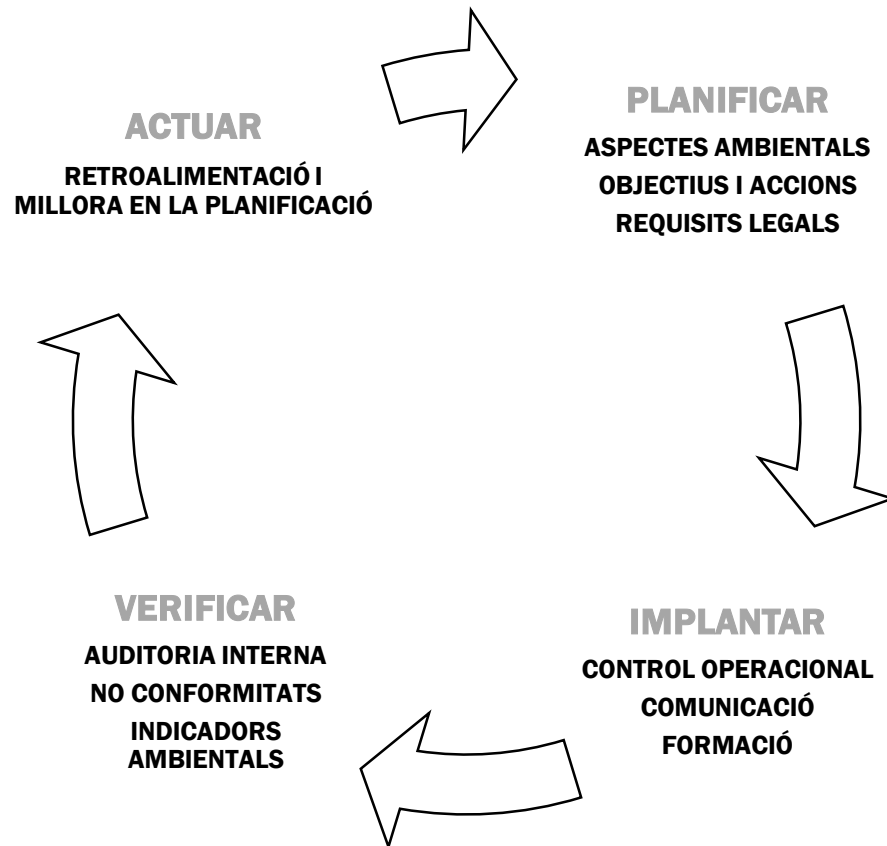 ACTUAR
RETROALIMENTACIÓ I
MILLORA EN LA PLANIFICACIÓ
PLANIFICAR
ASPECTES AMBIENTALS
OBJECTIUS I ACCIONS
REQUISITS LEGALS
IMPLANTAR
CONTROL OPERACIONAL
COMUNICACIÓ
FORMACIÓ
VERIFICAR
AUDITORIA INTERNA
NO CONFORMITATS
INDICADORS
AMBIENTALS